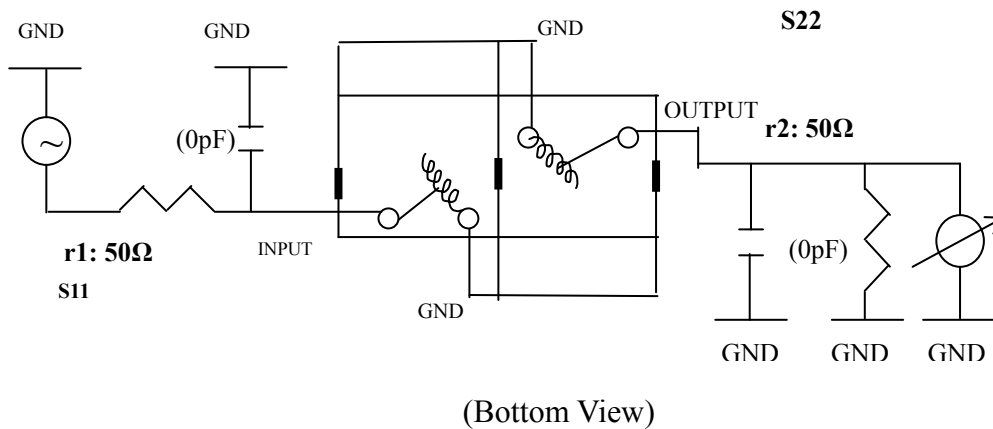 S22
GND
GND
GND
OUTPUT
r2: 50Ω
(0pF)
r1: 50Ω
S11
INPUT
GND
(0pF)
GND
GND
GND
(Bottom View)